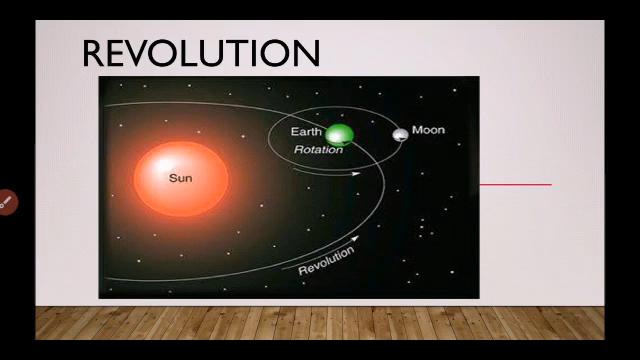 REVOLUTION
Earth
Moon
Rotation
Sun
Revolution